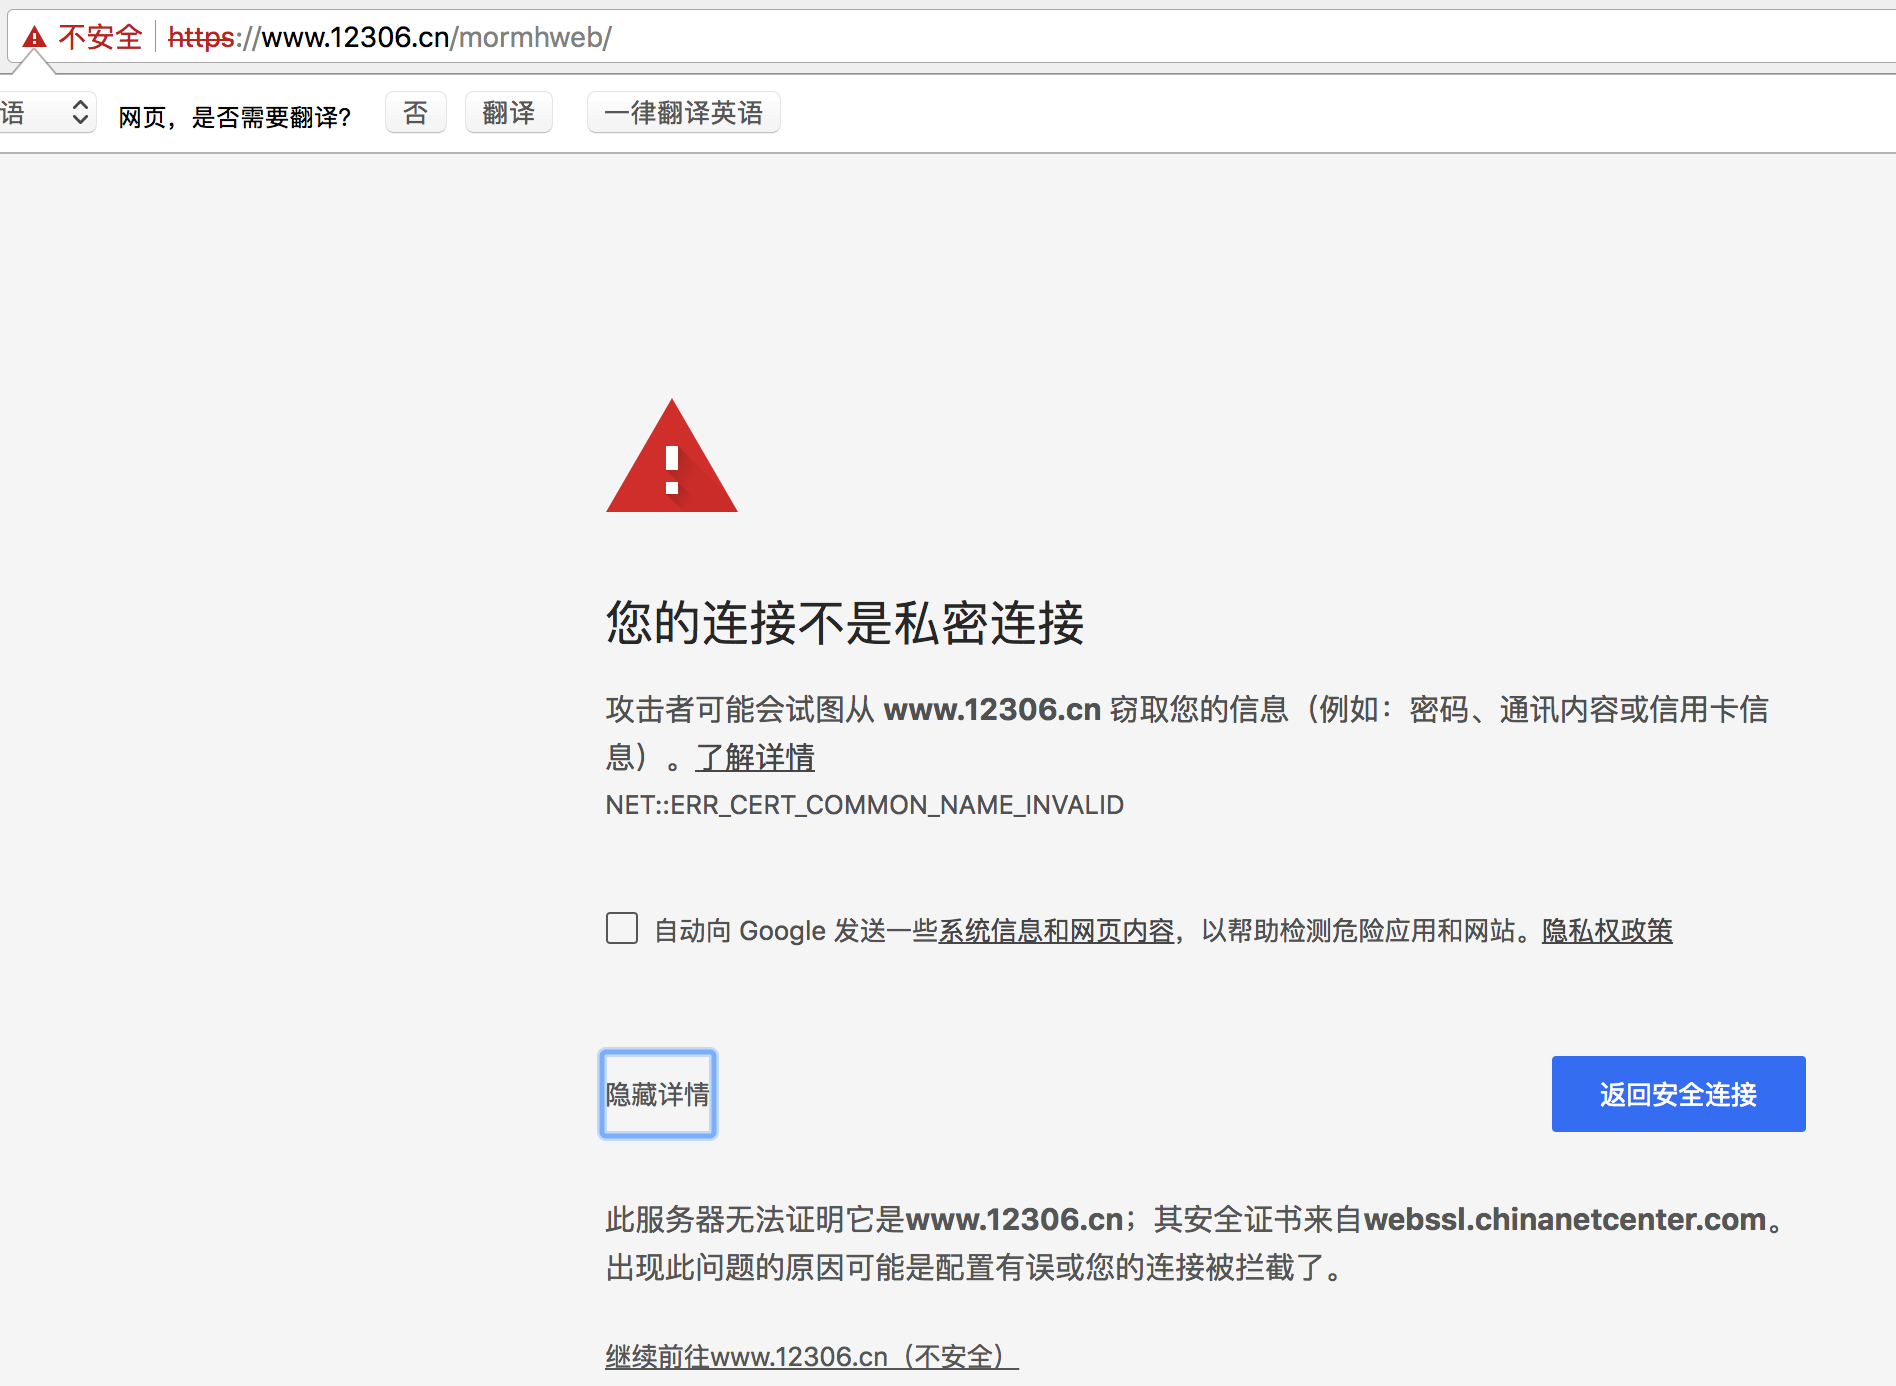 不安全 https://www.12306.cn/mormhweb/
语 网页，是否需要翻译？ 否 翻译 一律翻译英语
您的连接不是私密连接
攻击者可能会试图从 www.12306.cn 窃取您的信息（例如：密码、通讯内容或信用卡信
息）。了解详情
NET::ERR_CERT_COMMON_NAME_INVALID
自动向 Google 发送一些系统信息和网页内容，以帮助检测危险应用和网站。隐私权政策
隐藏详情 返回安全连接
此服务器无法证明它是www.12306.cn；其安全证书来自webssl.chinanetcenter.com。
出现此问题的原因可能是配置有误或您的连接被拦截了。
继续前往www.12306.cn（不安全）